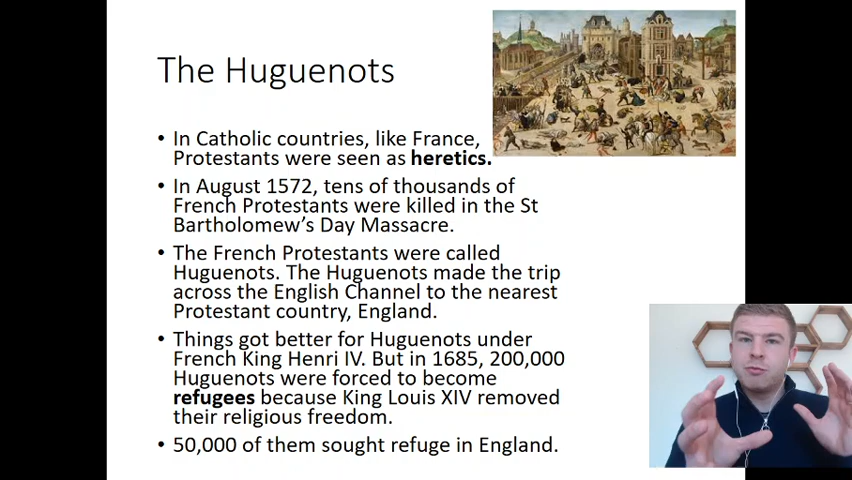 The Huguenots
• In Catholic countries, like France,
Protestants were seen as heretics.
• In August 1572, tens of thousands of
French Protestants were killed in the St
Bartholomew’s Day Massacre.
• The French Protestants were called
Huguenots. The Huguenots made the trip
across the English Channel to the nearest
Protestant country, England.
• Things got better for Huguenots under
French King Henri IV. But in 1685, 200,000
Huguenots were forced to become
refugees because King Louis XIV removed
their religious freedom.
• 50,000 of them sought refuge in England.